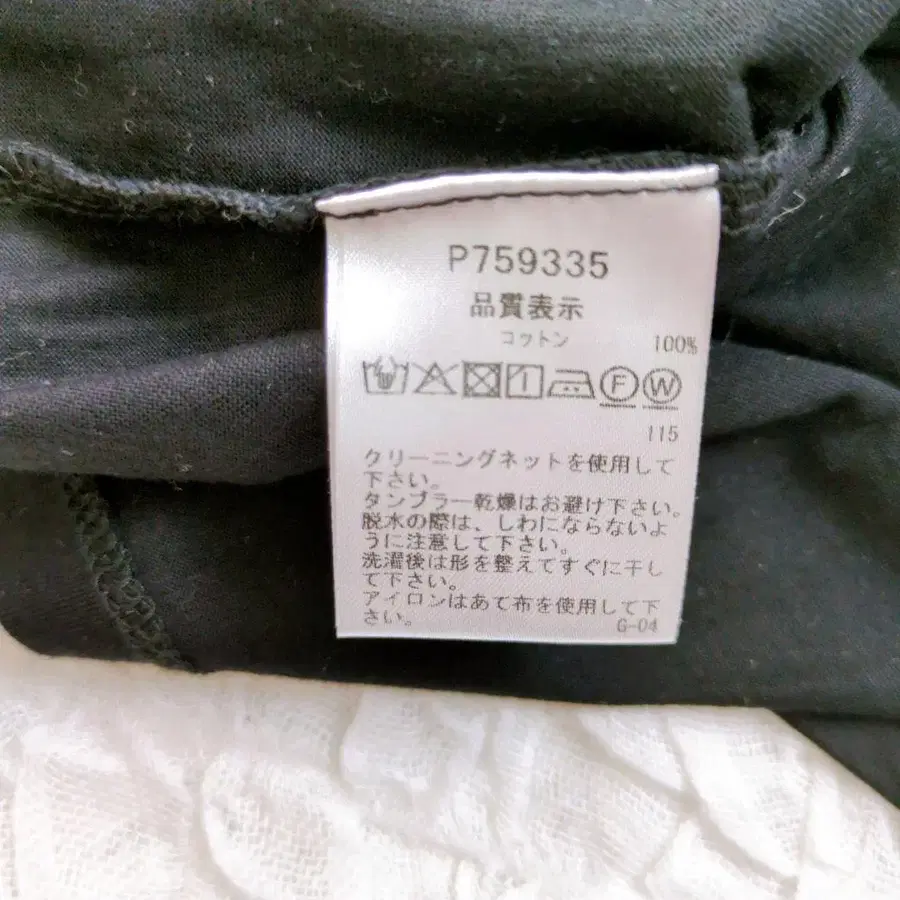 P759335
品質表示
コットン 100%
F W
115
クリーニングネットを使用して
下さい。
タンブラー乾燥はお避け下さい。
脱水の際は、しわにならないよ
うに注意して下さい。
洗濯後は形を整えてすぐに干し
て下さい。
アイロンはあて布を使用して下
さい。
G-04